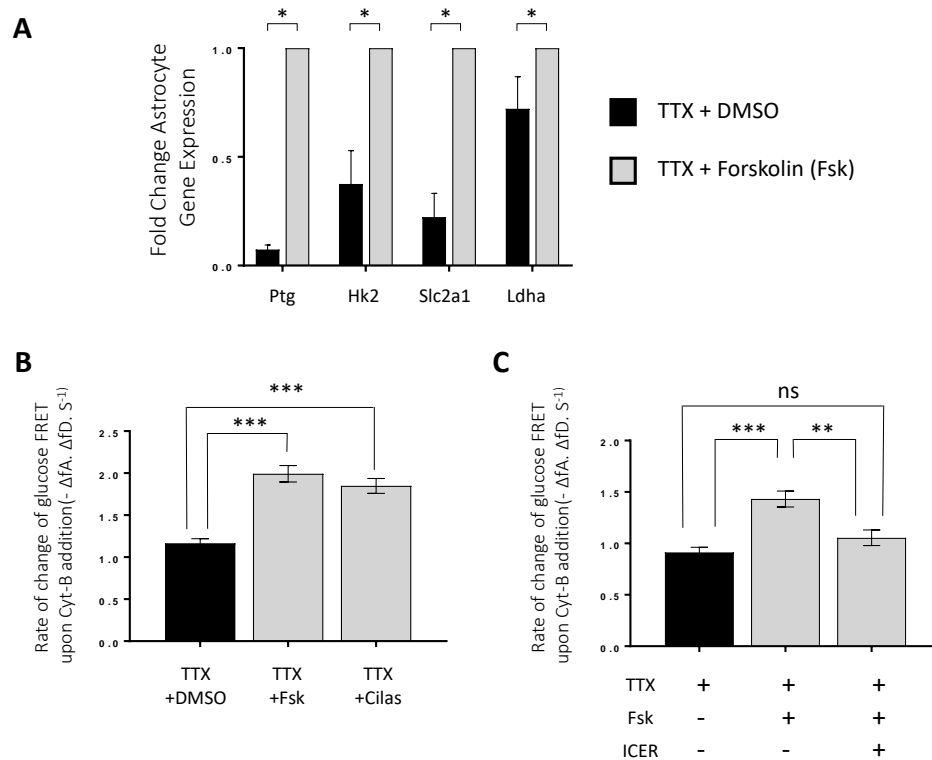 A
* * * *
Fold Change Astrocyte
Gene Expression
1.0
0.5
0.0
Ptg Hk2 Slc2a1 Ldha
TTX + DMSO
TTX + Forskolin (Fsk)
B
Rate of change of glucose FRET
upon Cyt-B addition(- ΔfA. ΔfD. S-1)
2.5
2.0
1.5
1.0
0.5
0.0
***
***
TTX TTX TTX
+DMSO +Fsk +Cilas
C
Rate of change of glucose FRET
upon Cyt-B addition(- ΔfA. ΔfD. S-1)
2.0
1.5
1.0
0.5
0.0
ns
*** **
TTX + + +
Fsk - + +
ICER - - +